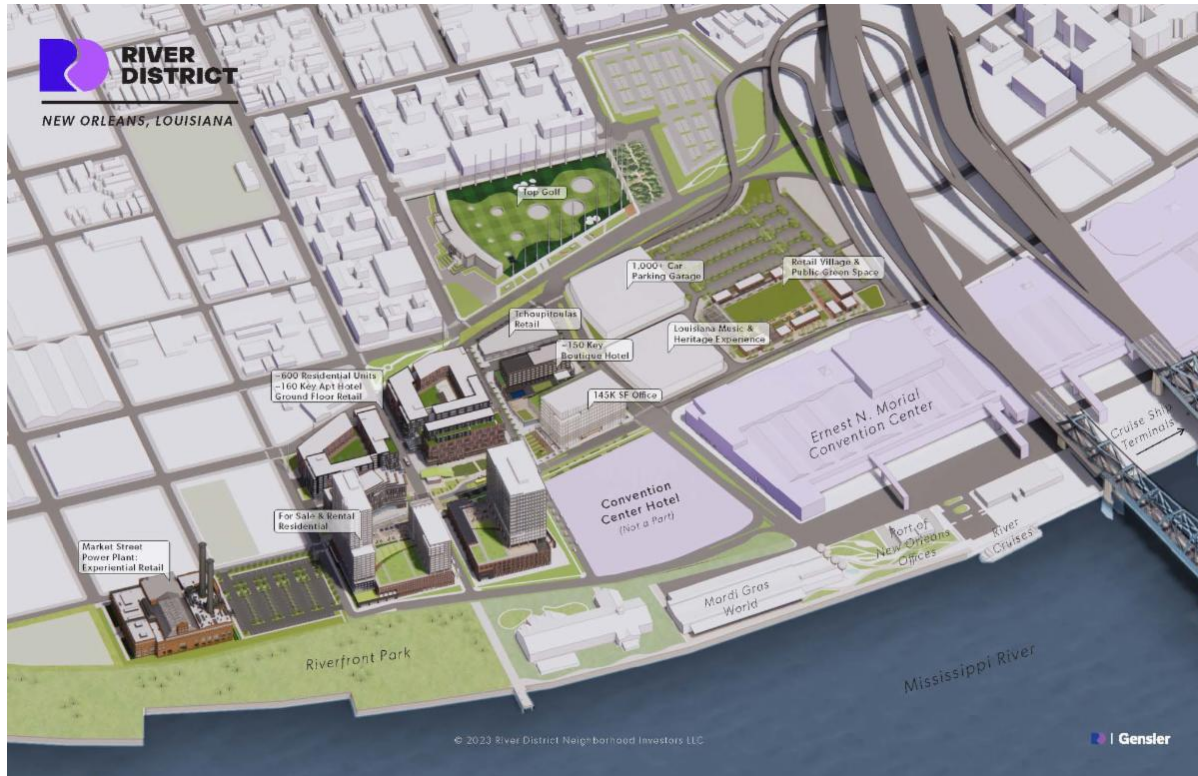 RIVER
DISTRICT
NEW ORLEANS, LOUISIANA
Top Golf
1,000+ Car
Parking Garage
Retail Village &
Public Green Space
Tchoupitoulas
Retail
Louisiana Music &
Heritage Experience
~150 Key
Boutique Hotel
~600 Residential Units
~160 Key Apt Hotel
Ground Floor Retail
145K SF Office
Ernest N. Morial
Convention Center
Cruise Ship
Terminals
Convention
Center Hotel
(Not a Part)
For Sale & Rental
Residential
Market Street
Power Plant:
Experiential Retail
Port of
New Orleans
Offices
River
Cruises
Mardi Gras
World
Riverfront Park
Mississippi River
© 2023 River District Neighborhood Investors LLC
| Gensler